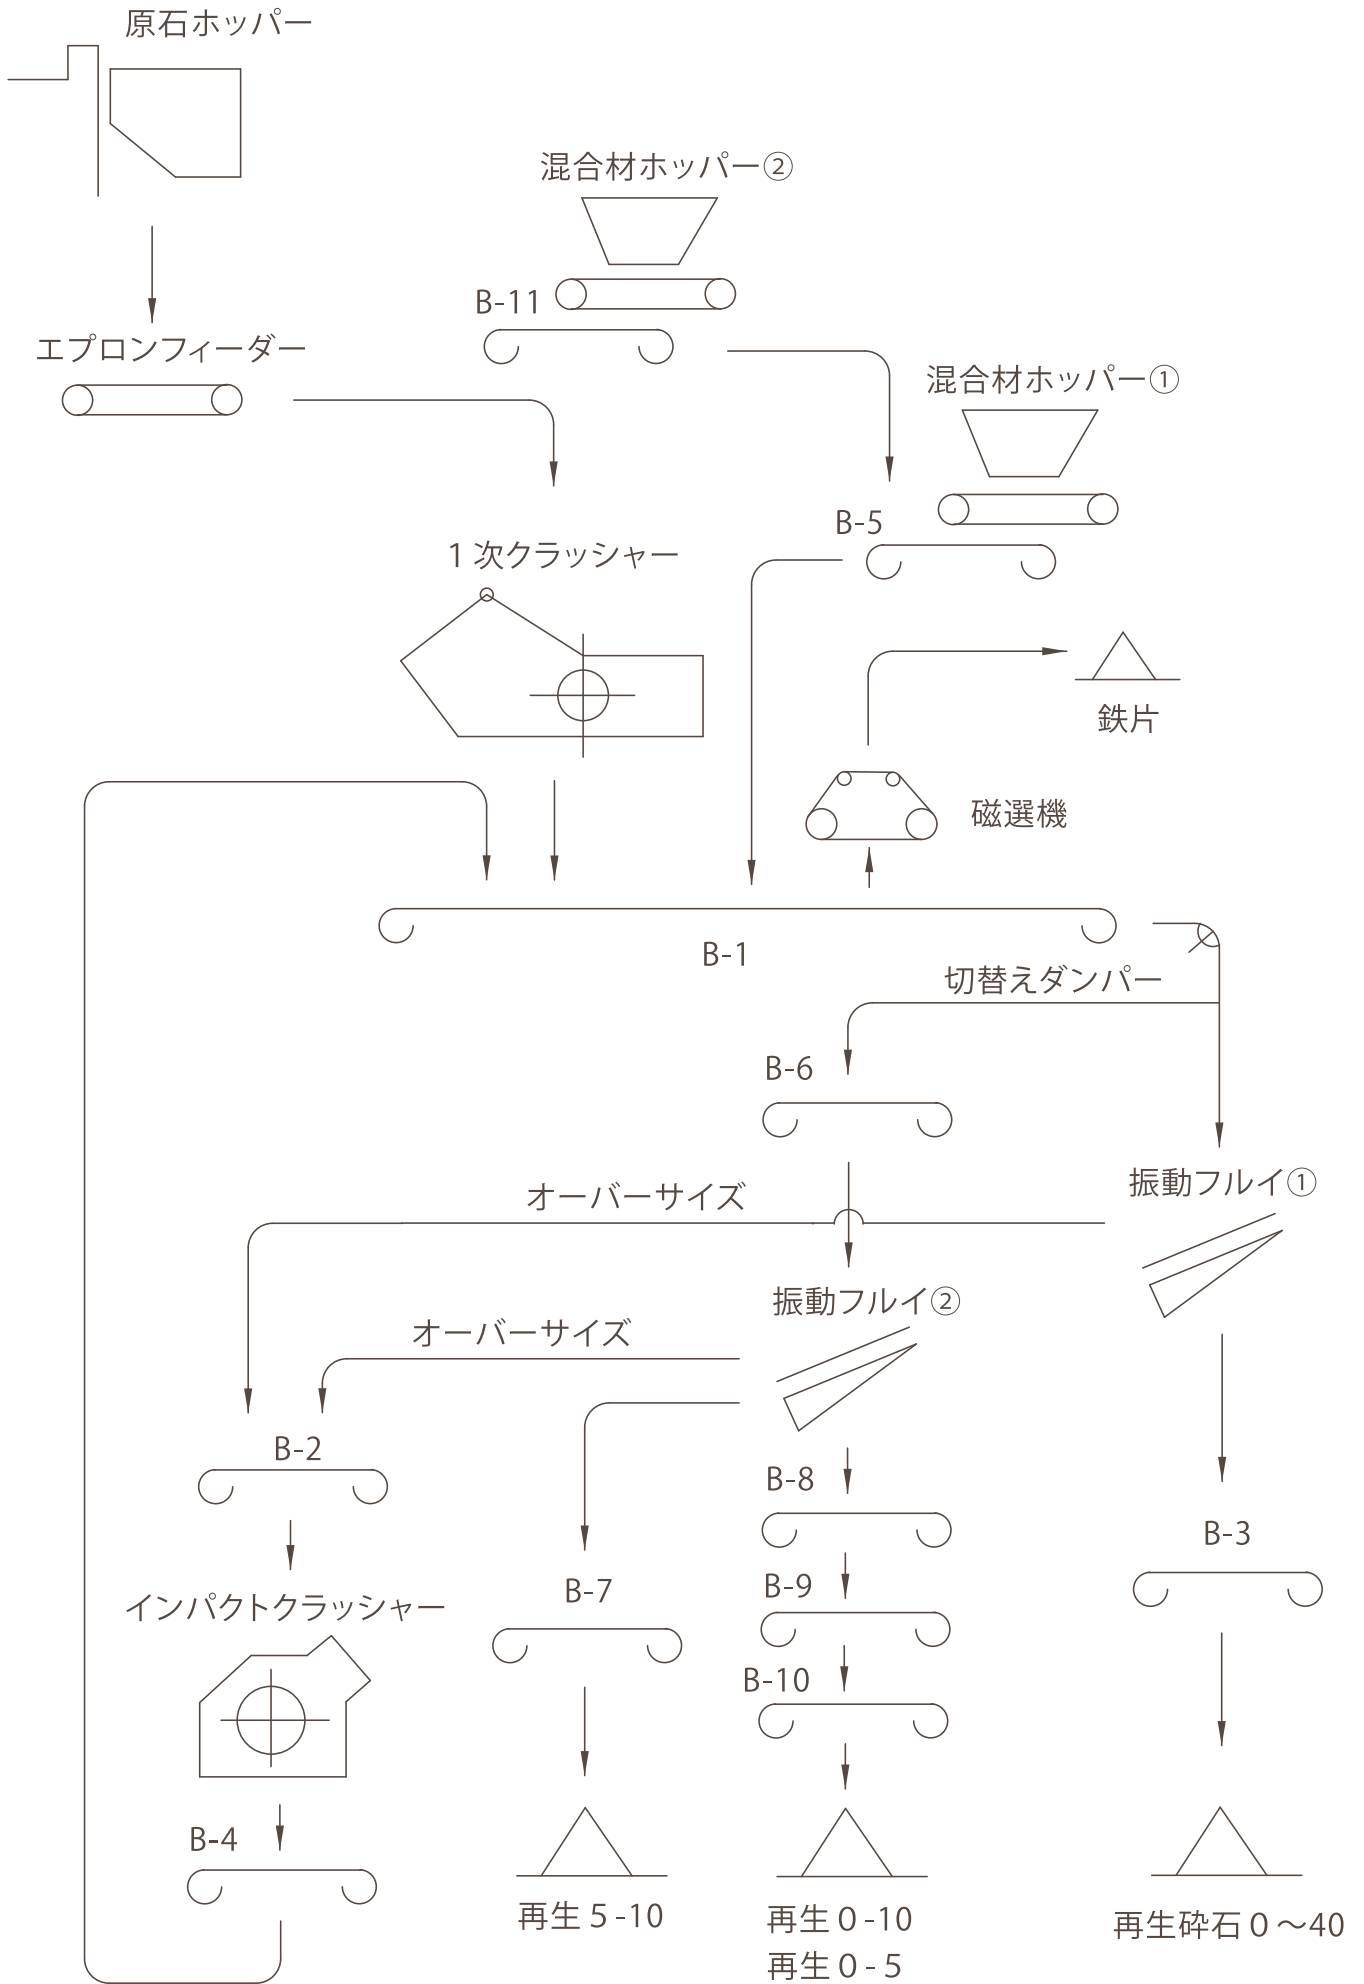 原石ホッパー
混合材ホッパー②
B-11
エプロンフィーダー
混合材ホッパー①
B-5
1次クラッシャー
鉄片
磁選機
B-1
切替えダンパー
B-6
振動フルイ①
オーバーサイズ
振動フルイ②
オーバーサイズ
B-2
B-8
B-3
B-9
B-7
インパクトクラッシャー
B-10
B-4
再生 5 -10
再生 0 -10
再生 0 - 5
再生砕石 0 ～40